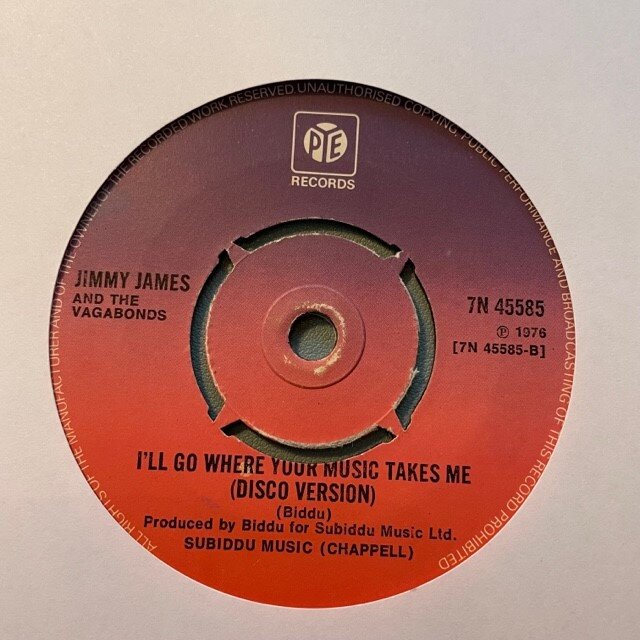 ALL RIGHTS OF THE MANUFACTURER AND OF THE OWNER OF THE RECORDED WORK RESERVED. UNAUTHORISED COPYING, PUBLIC PERFORMANCE AND BROADCASTING OF THIS RECORD PROHIBITED
PYE
RECORDS
JIMMY JAMES
AND THE
VAGABONDS
7N 45585
℗ 1976
[7N 45585-B]
I'LL GO WHERE YOUR MUSIC TAKES ME
(DISCO VERSION)
(Biddu)
Produced by Biddu for Subiddu Music Ltd.
SUBIDDU MUSIC (CHAPPELL)